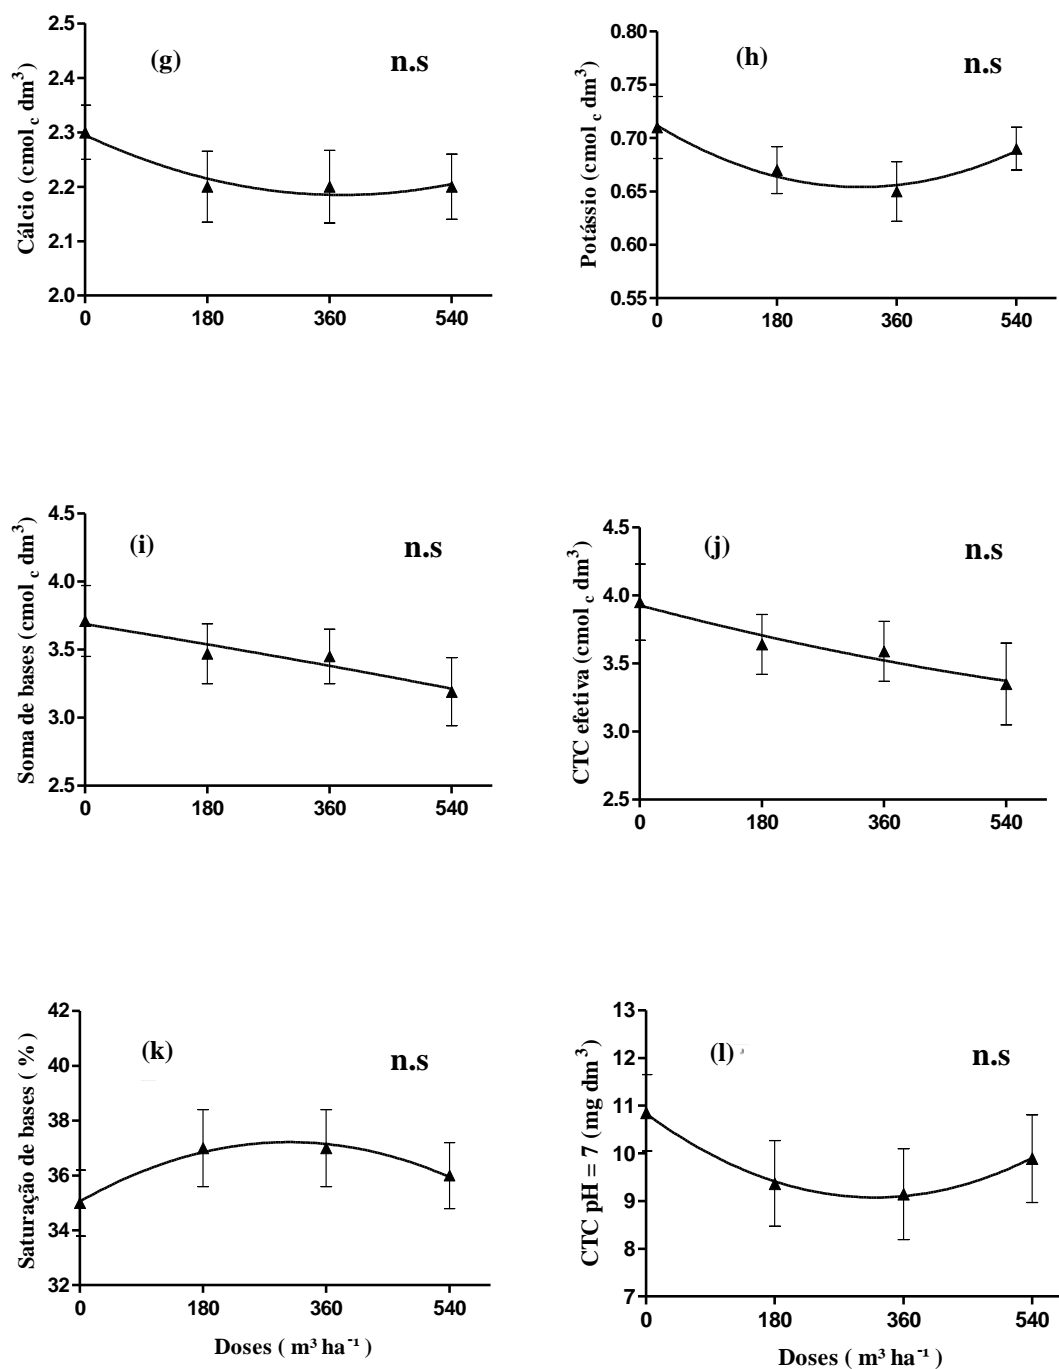 (g) n.s
Cálcio (cmol c dm³)
2.5
2.4
2.3
2.2
2.1
2.0
0 180 360 540
(h) n.s
Potássio (cmol c dm³)
0.80
0.75
0.70
0.65
0.60
0.55
0 180 360 540
(i) n.s
Soma de bases (cmol c dm³)
4.5
4.0
3.5
3.0
2.5
0 180 360 540
(j) n.s
CTC efetiva (cmol c dm³)
4.5
4.0
3.5
3.0
2.5
0 180 360 540
(k) n.s
Saturação de bases ( % )
42
40
38
36
34
32
0 180 360 540
Doses ( m³ ha⁻¹ )
(l) n.s
CTC pH = 7 (mg dm³)
13
12
11
10
9
8
7
0 180 360 540
Doses ( m³ ha⁻¹ )